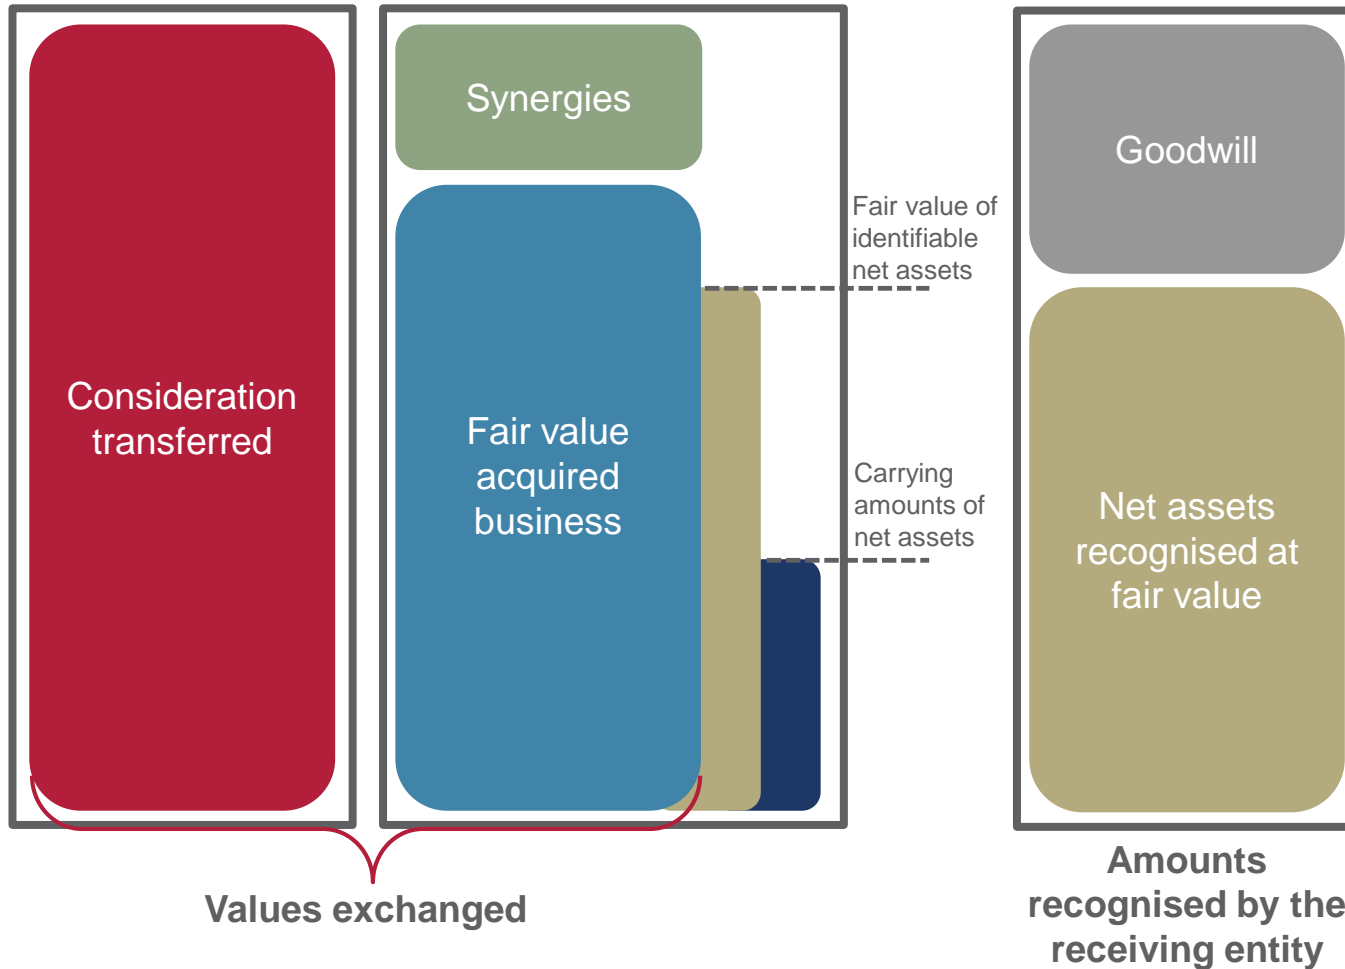 Consideration
transferred
Synergies
Fair value
acquired
business
Fair value of
identifiable
net assets
Carrying
amounts of
net assets
Goodwill
Net assets
recognised at
fair value
Values exchanged
Amounts
recognised by the
receiving entity